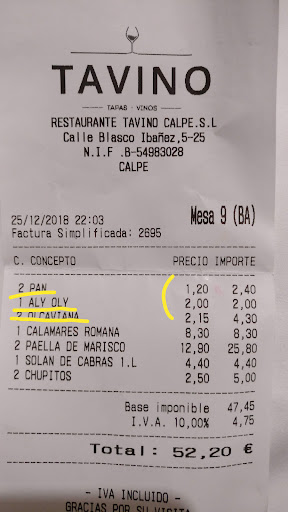 TAVINO
TAPAS - VINOS
RESTAURANTE TAVINO CALPE.S.L
Calle Blasco Ibañez,5-25
N.I.F .B-54983028
CALPE
25/12/2018 22:03 Mesa 9 (BA)
Factura Simplificada: 2695
C. CONCEPTO PRECIO IMPORTE
2 PAN 1,20 2,40
1 ALY OLY 2,00 2,00
2 OLCAVIANA 2,15 4,30
1 CALAMARES ROMANA 8,30 8,30
2 PAELLA DE MARISCO 12,90 25,80
1 SOLAN DE CABRAS 1.L 4,40 4,40
2 CHUPITOS 2,50 5,00
Base imponible 47,45
I.V.A. 10,00% 4,75
Total: 52,20 €
- IVA INCLUIDO -
GRACIAS POR SU VISITA